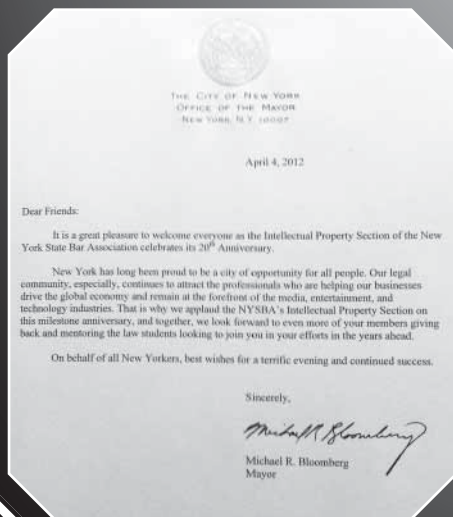 THE CITY OF NEW YORK
OFFICE OF THE MAYOR
NEW YORK, N.Y. 10007
April 4, 2012
Dear Friends:
It is a great pleasure to welcome everyone as the Intellectual Property Section of the New
York State Bar Association celebrates its 20th Anniversary.
New York has long been proud to be a city of opportunity for all people. Our legal
community, especially, continues to attract the professionals who are helping our businesses
drive the global economy and remain at the forefront of the media, entertainment, and
technology industries. That is why we applaud the NYSBA's Intellectual Property Section on
this milestone anniversary, and together, we look forward to even more of your members giving
back and mentoring the law students looking to join you in your efforts in the years ahead.
On behalf of all New Yorkers, best wishes for a terrific evening and continued success.
Sincerely,
Michael R Bloomberg
Michael R. Bloomberg
Mayor